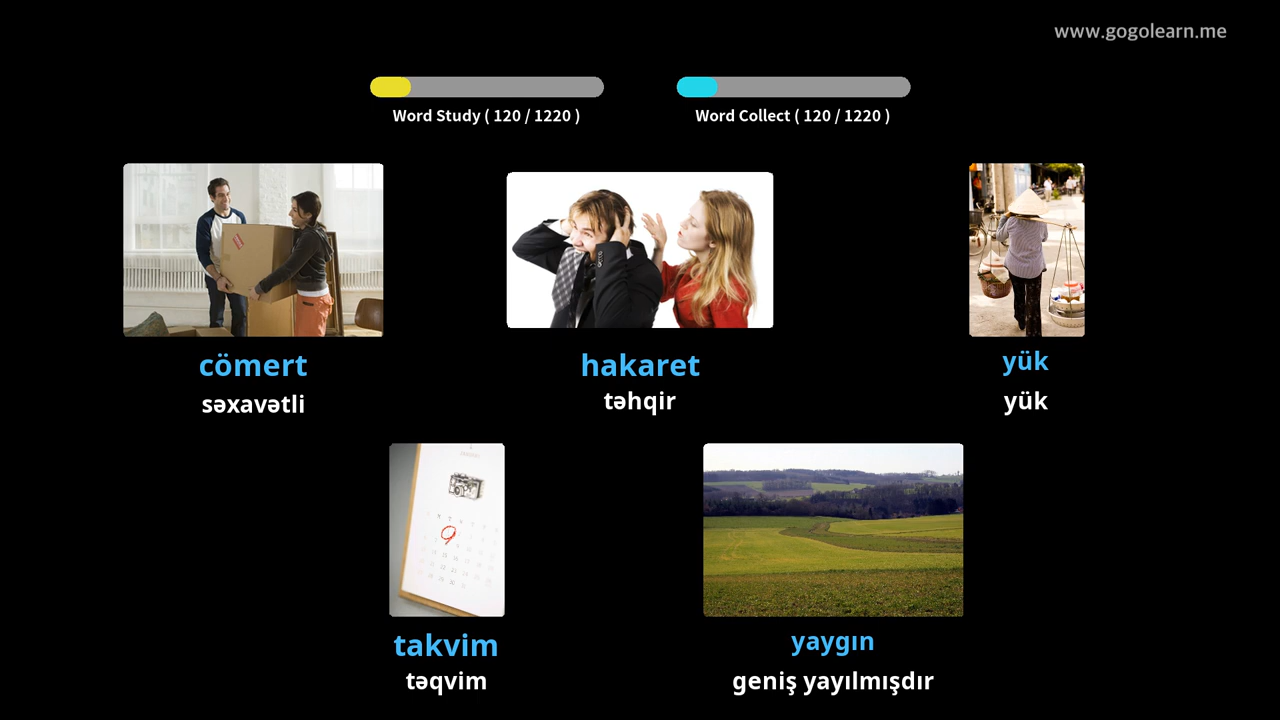 www.gogolearn.me
Word Study ( 120 / 1220 )
Word Collect ( 120 / 1220 )
cömert
səxavətli
hakaret
təhqir
yük
yük
takvim
təqvim
yaygın
geniş yayılmışdır